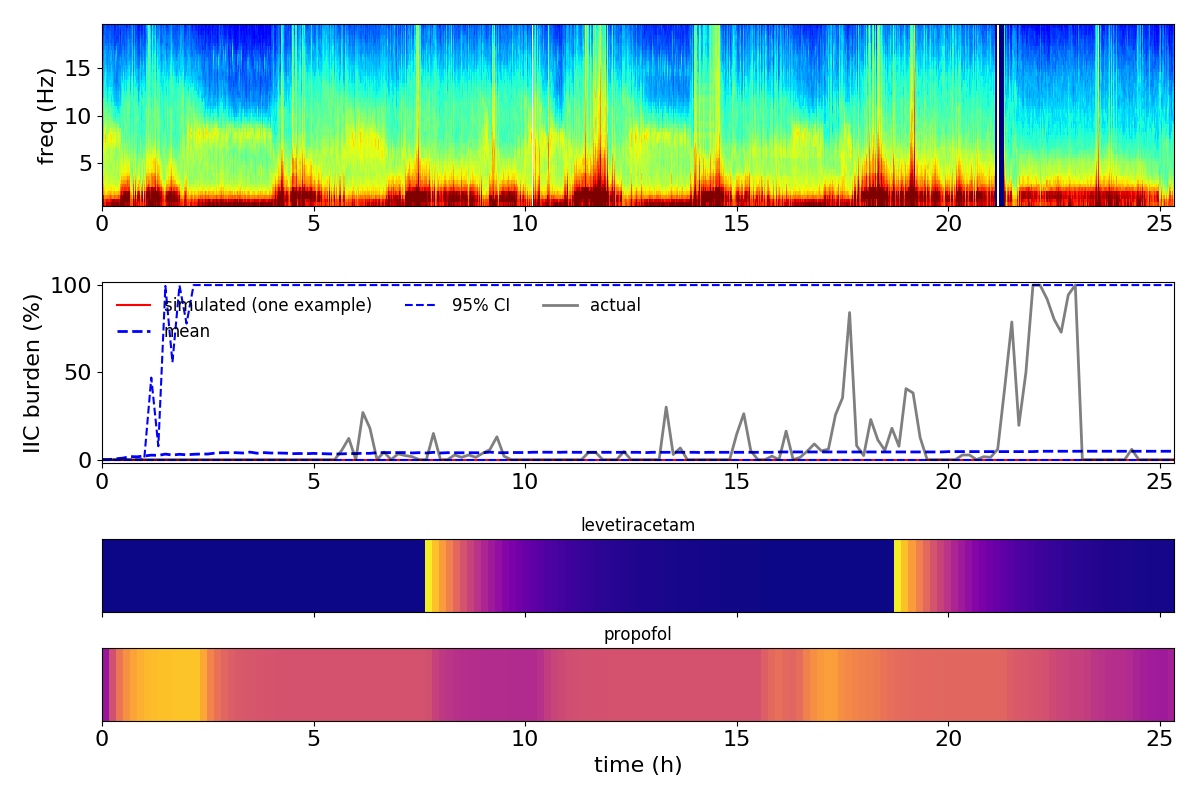 15
10
5
freq (Hz)
0 5 10 15 20 25
100
50
0
IIC burden (%)
simulated (one example)
mean
95% CI
actual
0 5 10 15 20 25
levetiracetam
propofol
0 5 10 15 20 25
time (h)